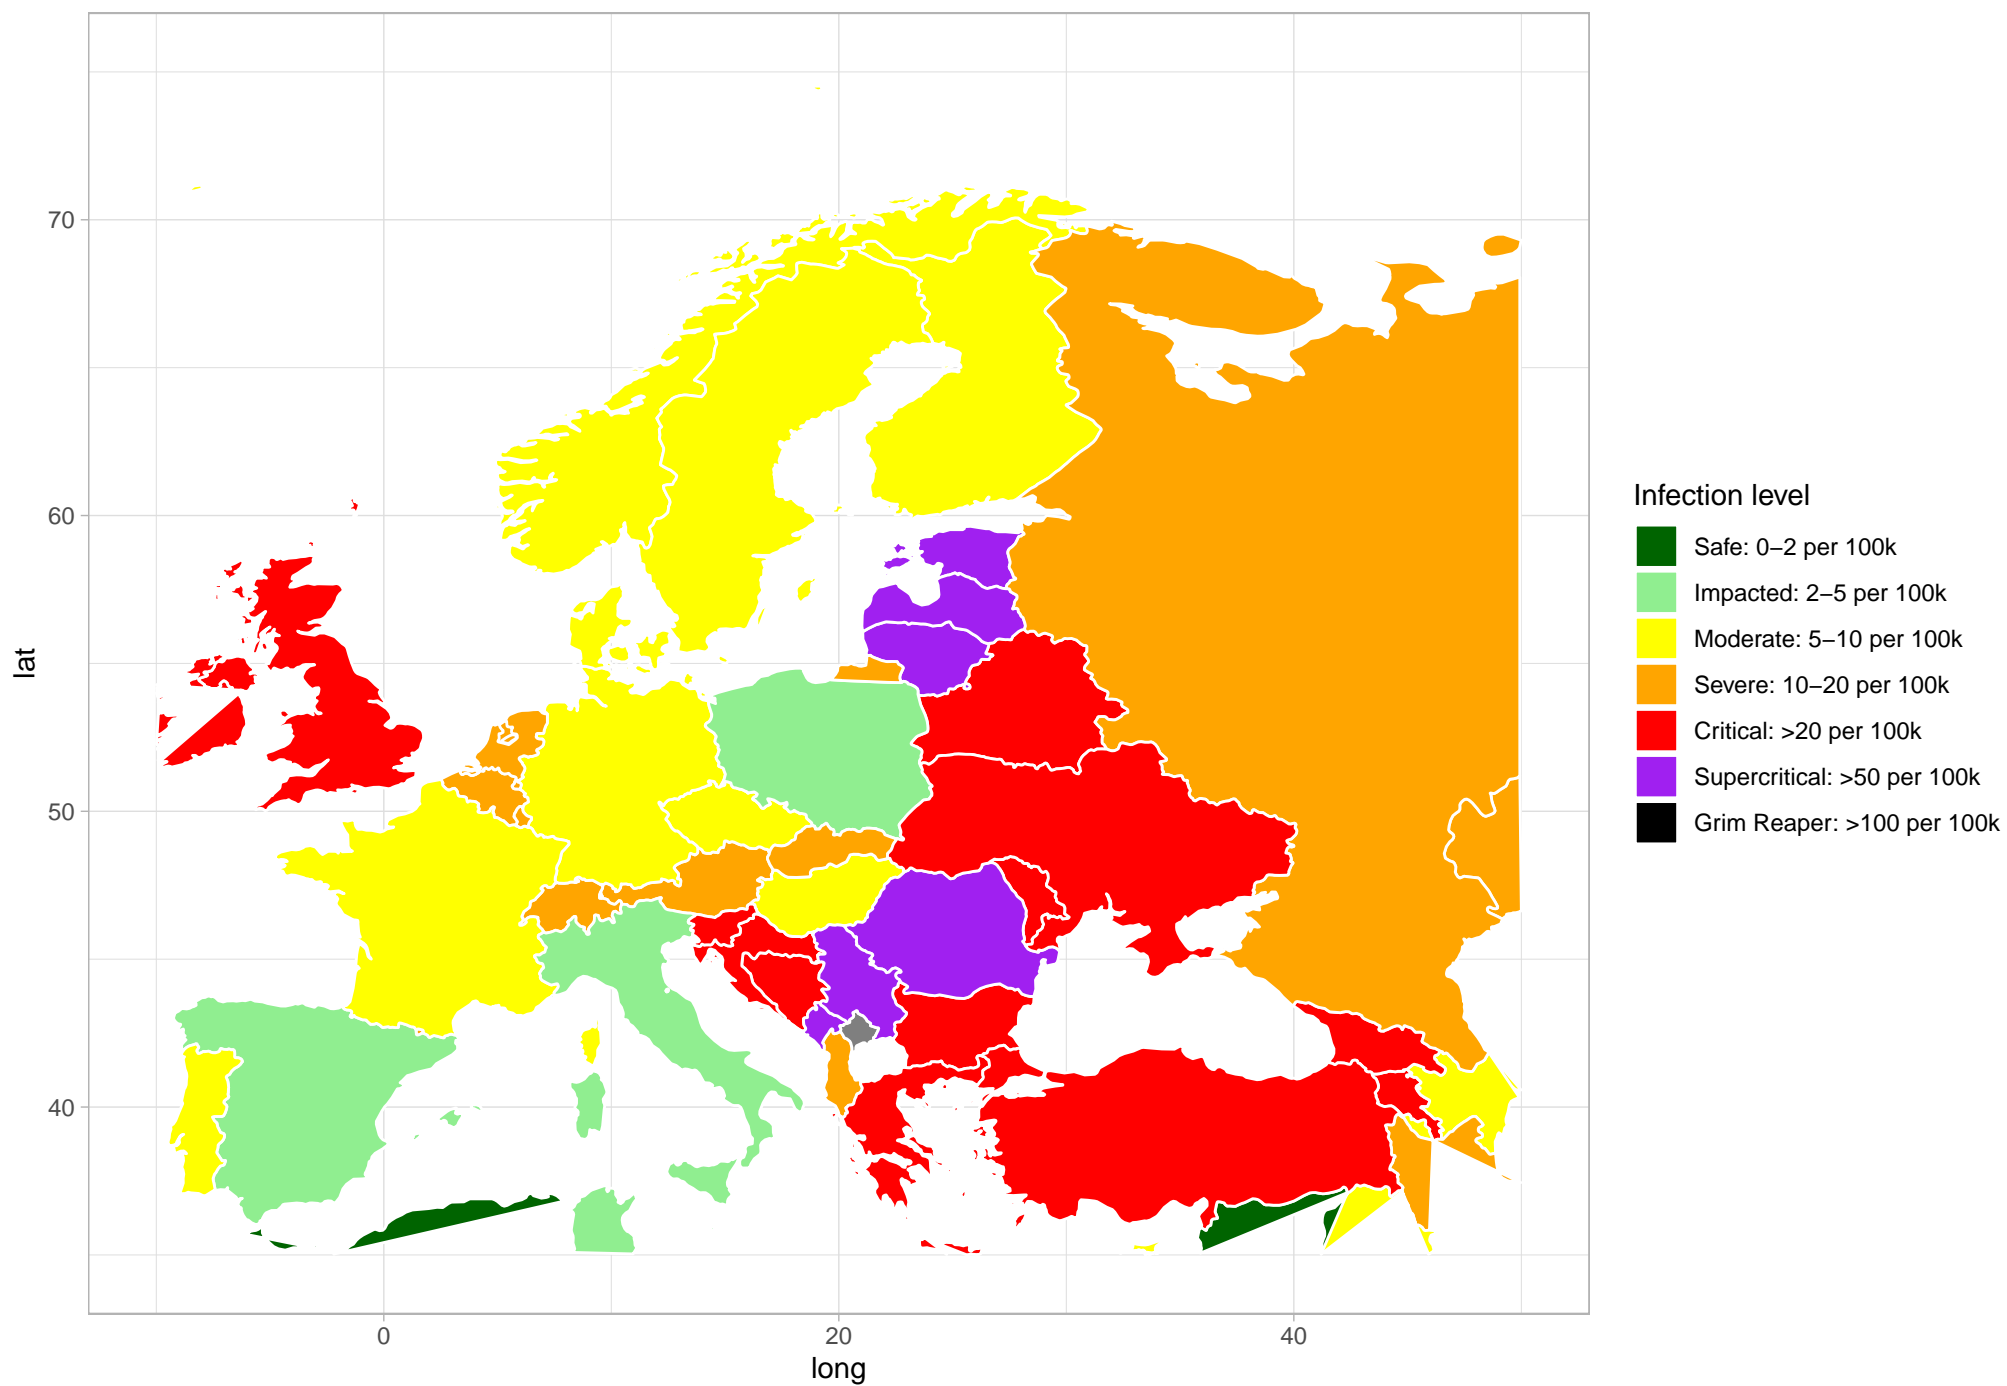 70
60
50
40
lat
0
20
40
long
Infection level
Safe: 0–2 per 100k
Impacted: 2–5 per 100k
Moderate: 5–10 per 100k
Severe: 10–20 per 100k
Critical: >20 per 100k
Supercritical: >50 per 100k
Grim Reaper: >100 per 100k